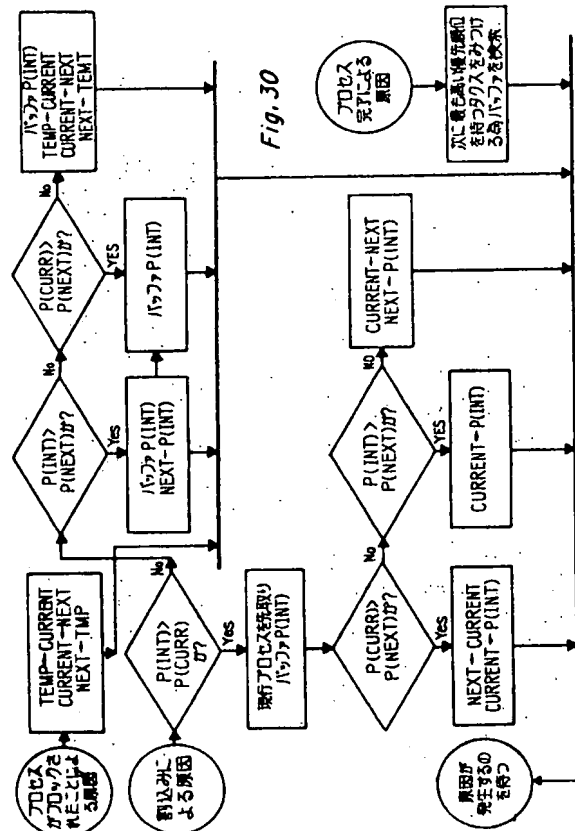 プロセス
がブロックさ
れたことによ
る原因
TEMP-CURRENT
CURRENT-NEXT
NEXT-TMP
割込みに
よる原因
P(INT)>
P(CURR)
か?
No
Yes
P(INT)>
P(NEXT)か?
No
Yes
P(CURR)>
P(NEXT)か?
No
YES
バッファP(INT)
TEMP-CURRENT
CURRENT-NEXT
NEXT-TEMT
バッファP(INT)
NEXT-P(INT)
バッファP(INT)
現行プロセスを先取り
バッファP(INT)
P(CURR)>
P(NEXT)か?
No
Yes
P(INT)>
P(NEXT)か?
NO
YES
CURRENT-NEXT
NEXT-P(INT)
NEXT-CURRENT
CURRENT-P(INT)
CURRENT-P(INT)
原因が
発生するの
を待つ
プロセス
完了による
原因
次に最も高い優先順位
を待つタクスをみつけ
る為バッファを検索
Fig. 30